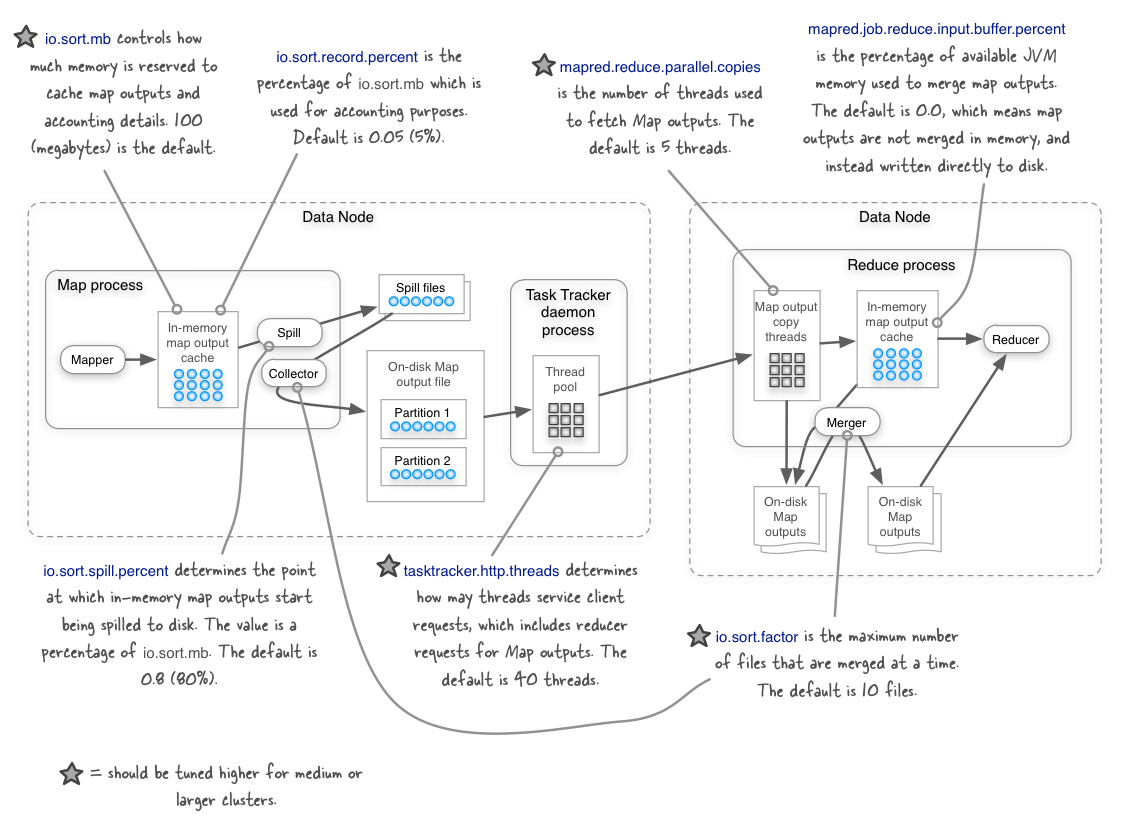 io.sort.mb controls how
much memory is reserved to
cache map outputs and
accounting details. 100
(megabytes) is the default.
io.sort.record.percent is the
percentage of io.sort.mb which is
used for accounting purposes.
Default is 0.05 (5%).
mapred.reduce.parallel.copies
is the number of threads used
to fetch Map outputs. The
default is 5 threads.
mapred.job.reduce.input.buffer.percent
is the percentage of available JVM
memory used to merge map outputs.
The default is 0.0, which means map
outputs are not merged in memory, and
instead written directly to disk.
Data Node
Map process
Mapper
In-memory
map output
cache
Spill
Collector
Spill files
On-disk Map
output file
Partition 1
Partition 2
Task Tracker
daemon
process
Thread
pool
Data Node
Reduce process
Map output
copy
threads
In-memory
map output
cache
Reducer
Merger
On-disk
Map
outputs
On-disk
Map
outputs
io.sort.spill.percent determines the point
at which in-memory map outputs start
being spilled to disk. The value is a
percentage of io.sort.mb. The default is
0.8 (80%).
tasktracker.http.threads determines
how may threads service client
requests, which includes reducer
requests for Map outputs. The
default is 40 threads.
io.sort.factor is the maximum number
of files that are merged at a time.
The default is 10 files.
= should be tuned higher for medium or
larger clusters.